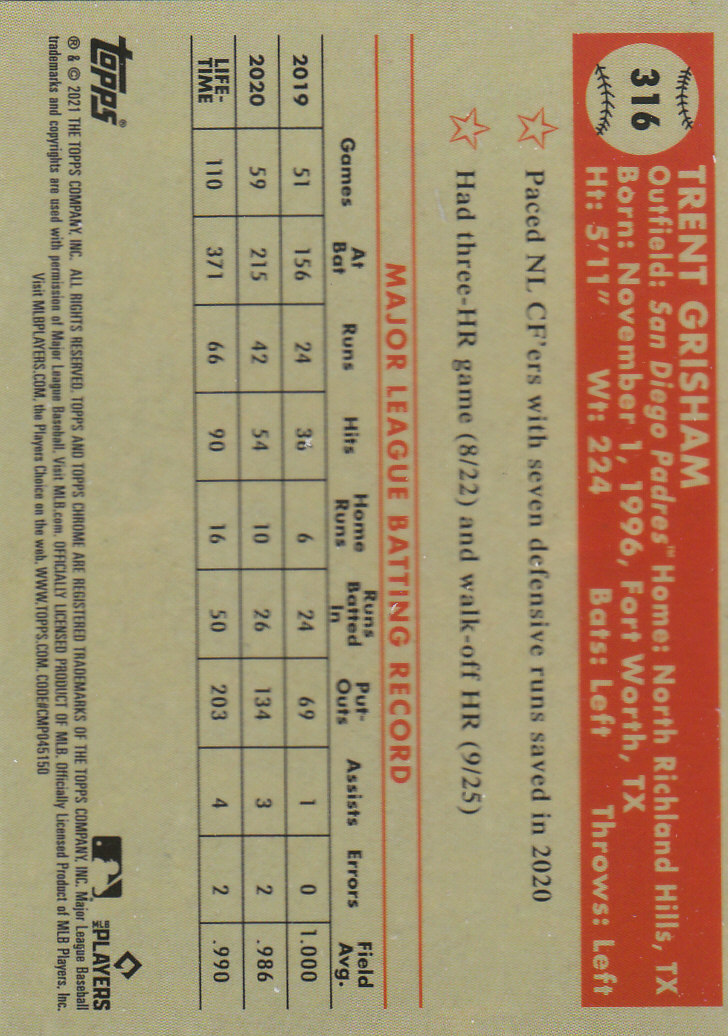 316
TRENT GRISHAM
Outfield: San Diego Padres™ Home: North Richland Hills, TX
Born: November 1, 1996, Fort Worth, TX
Ht: 5'11" Wt: 224 Bats: Left Throws: Left
Paced NL CF'ers with seven defensive runs saved in 2020
Had three-HR game (8/22) and walk-off HR (9/25)
MAJOR LEAGUE BATTING RECORD
Games At Bat Runs Hits Home Runs Runs Batted In Put-Outs Assists Errors Field Avg.
2019 51 156 24 36 6 24 69 1 0 1.000
2020 59 215 42 54 10 26 134 3 2 .986
LIFE-TIME 110 371 66 90 16 50 203 4 2 .990
topps®
MLB PLAYERS
® & © 2021 THE TOPPS COMPANY, INC. ALL RIGHTS RESERVED. TOPPS AND TOPPS CHROME ARE REGISTERED TRADEMARKS OF THE TOPPS COMPANY, INC. Major League Baseball
trademarks and copyrights are used with permission of Major League Baseball. Visit MLB.com. OFFICIALLY LICENSED PRODUCT OF MLB. Officially Licensed Product of MLB Players, Inc.
Visit MLBPLAYERS.COM, the Players Choice on the web. WWW.TOPPS.COM. CODE#CMP045150